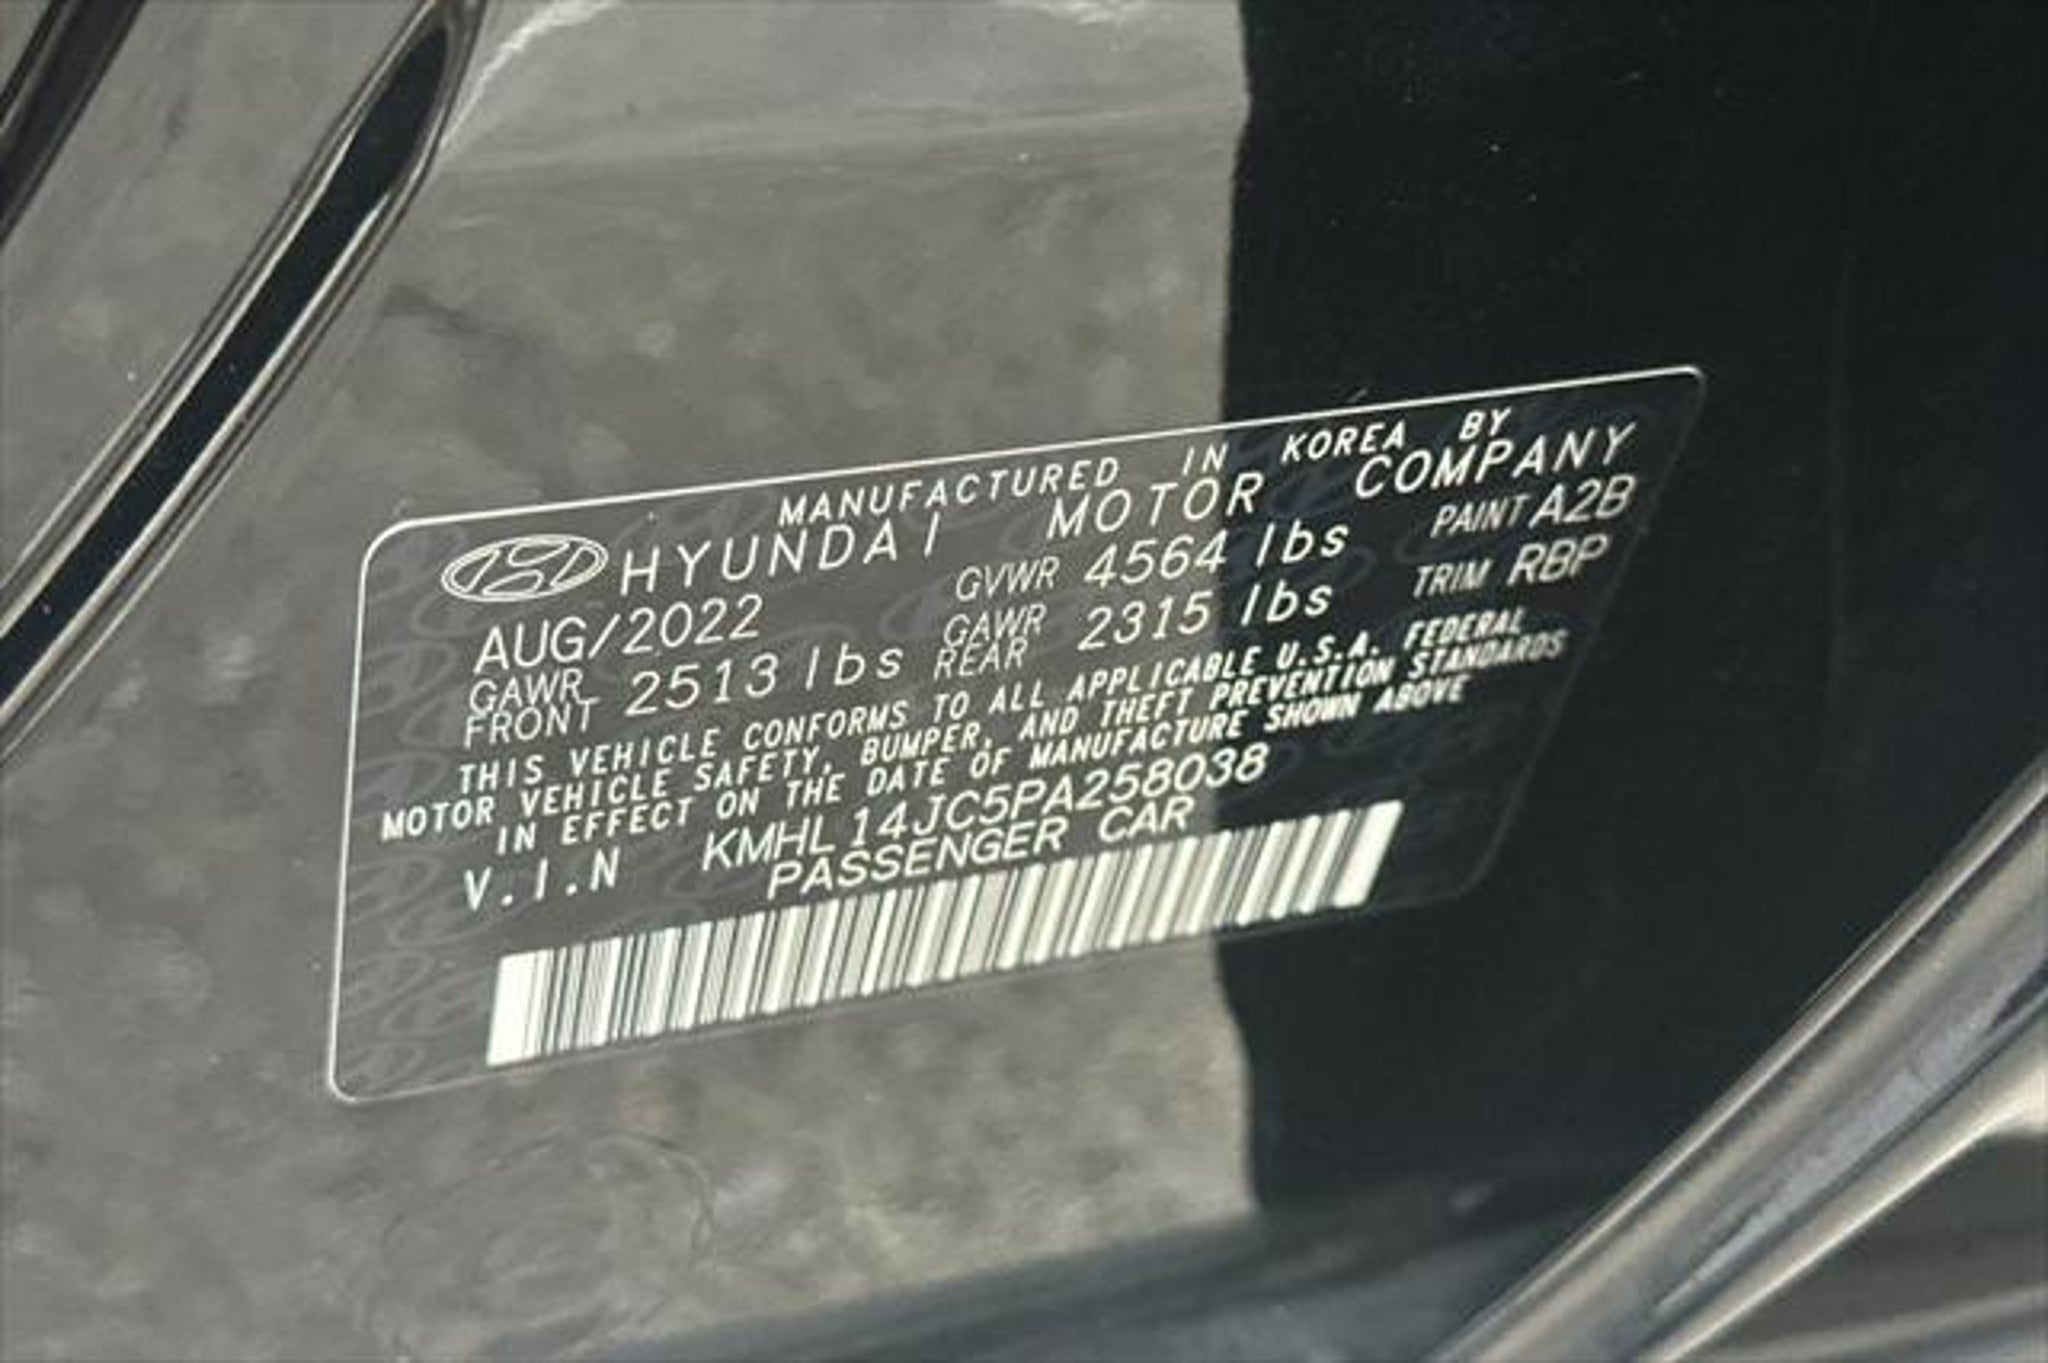 MANUFACTURED IN KOREA BY
HYUNDAI MOTOR COMPANY
AUG/2022 GVWR 4564 lbs PAINT A2B
GAWR FRONT 2513 lbs GAWR REAR 2315 lbs TRIM RBP
THIS VEHICLE CONFORMS TO ALL APPLICABLE U.S.A. FEDERAL
MOTOR VEHICLE SAFETY, BUMPER, AND THEFT PREVENTION STANDARDS
IN EFFECT ON THE DATE OF MANUFACTURE SHOWN ABOVE
V.I.N KMHL14JC5PA258038
PASSENGER CAR